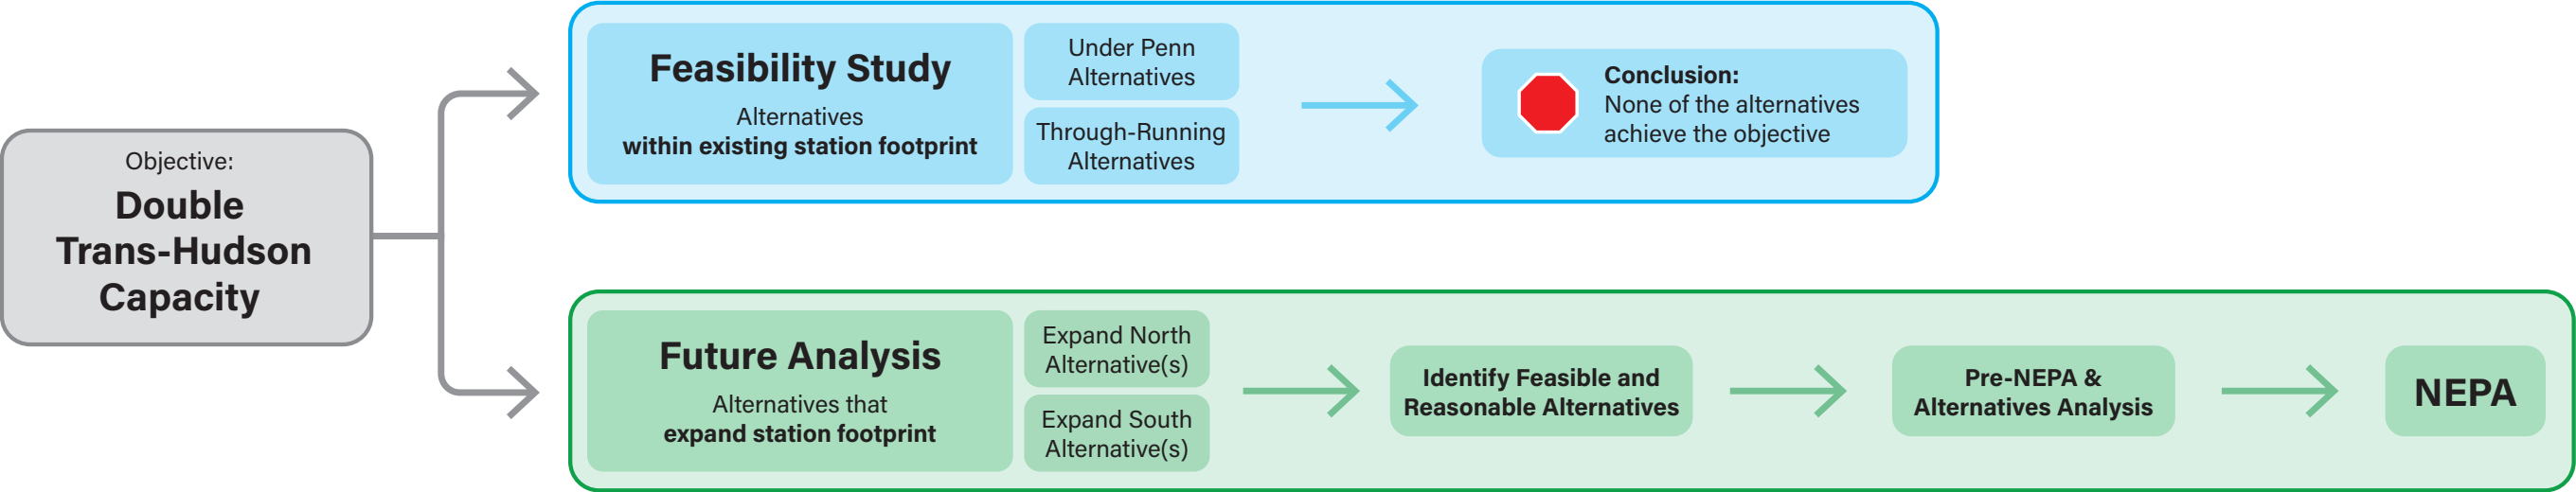 Objective:
Double
Trans-Hudson
Capacity
Feasibility Study
Alternatives
within existing station footprint
Under Penn
Alternatives
Through-Running
Alternatives
Conclusion:
None of the alternatives
achieve the objective
Future Analysis
Alternatives that
expand station footprint
Expand North
Alternative(s)
Expand South
Alternative(s)
Identify Feasible and
Reasonable Alternatives
Pre-NEPA &
Alternatives Analysis
NEPA